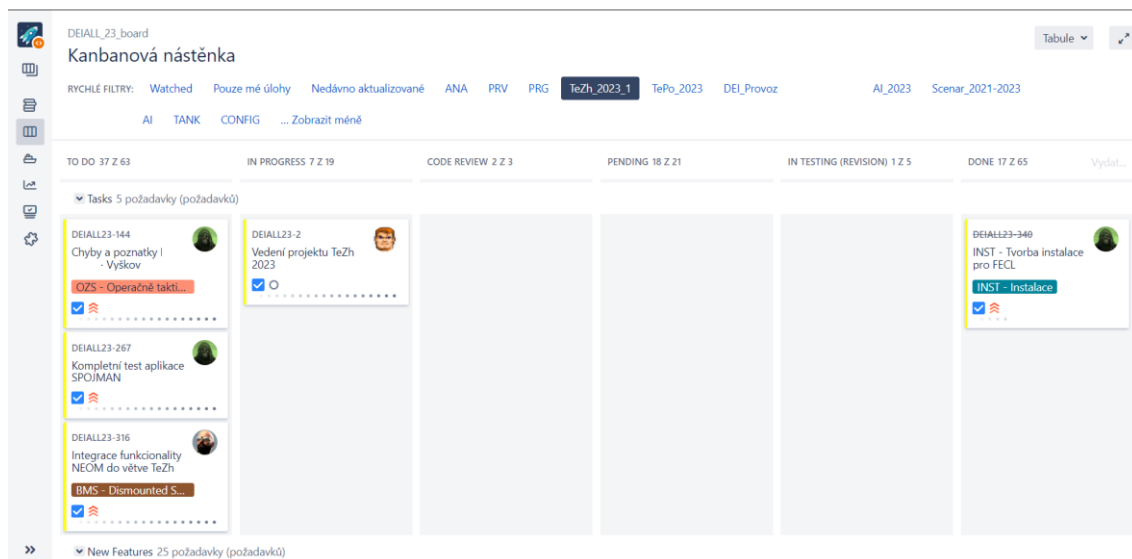 DEIALL_23_board
Kanbanová nástěnka
Tabule
RYCHLÉ FILTRY: Watched Pouze mé úlohy Nedávno aktualizované ANA PRV PRG TeZh_2023_1 TePo_2023 DEI_Provoz AI_2023 Scenar_2021-2023
AI TANK CONFIG ... Zobrazit méně
TO DO 37 Z 63 IN PROGRESS 7 Z 19 CODE REVIEW 2 Z 3 PENDING 18 Z 21 IN TESTING (REVISION) 1 Z 5 DONE 17 Z 65 Vydat...
Tasks 5 požadavky (požadavků)
DEIALL23-144
Chyby a poznatky
- Vyškov
OZS - Operačně takti...
DEIALL23-267
Kompletní test aplikace
SPOJMAN
DEIALL23-316
Integrace funkcionality
NEOM do větve TeZh
BMS - Dismounted S...
DEIALL23-2
Vedení projektu TeZh
2023
DEIALL23-340
INST - Tvorba instalace
pro FECL
INST - Instalace
New Features 25 požadavky (požadavků)